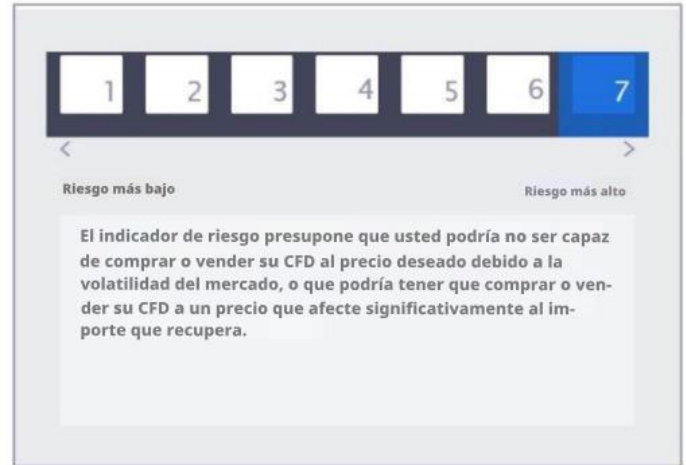 1 2 3 4 5 6 7
< >
Riesgo más bajo Riesgo más alto
El indicador de riesgo presupone que usted podría no ser capaz
de comprar o vender su CFD al precio deseado debido a la
volatilidad del mercado, o que podría tener que comprar o ven-
der su CFD a un precio que afecte significativamente al im-
porte que recupera.